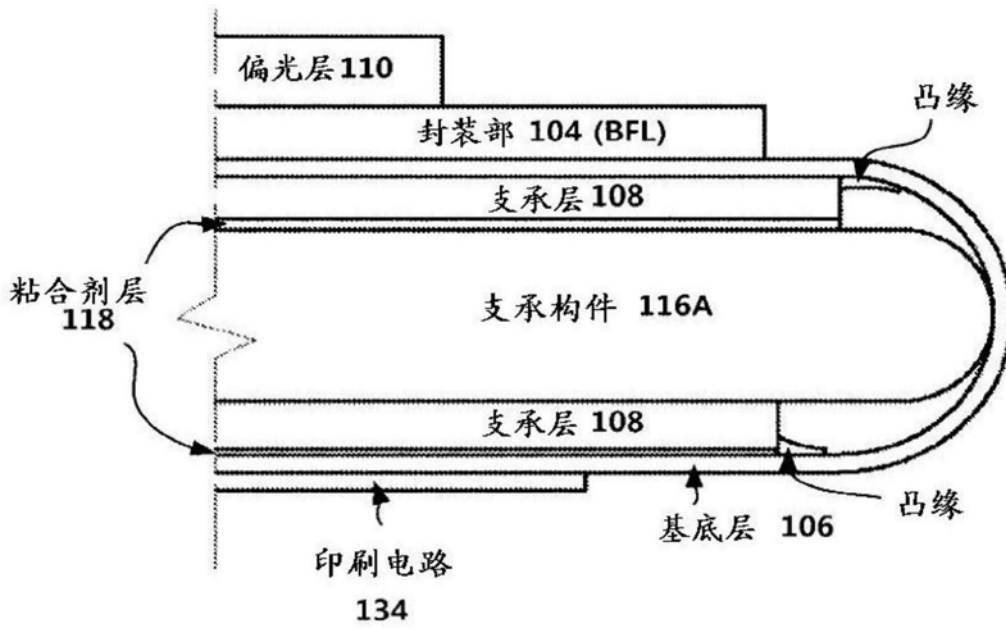 偏光层110
凸缘
封装部 104 (BFL)
支承层 108
粘合剂层
118
支承构件 116A
支承层 108
凸缘
基底层 106
印刷电路
134